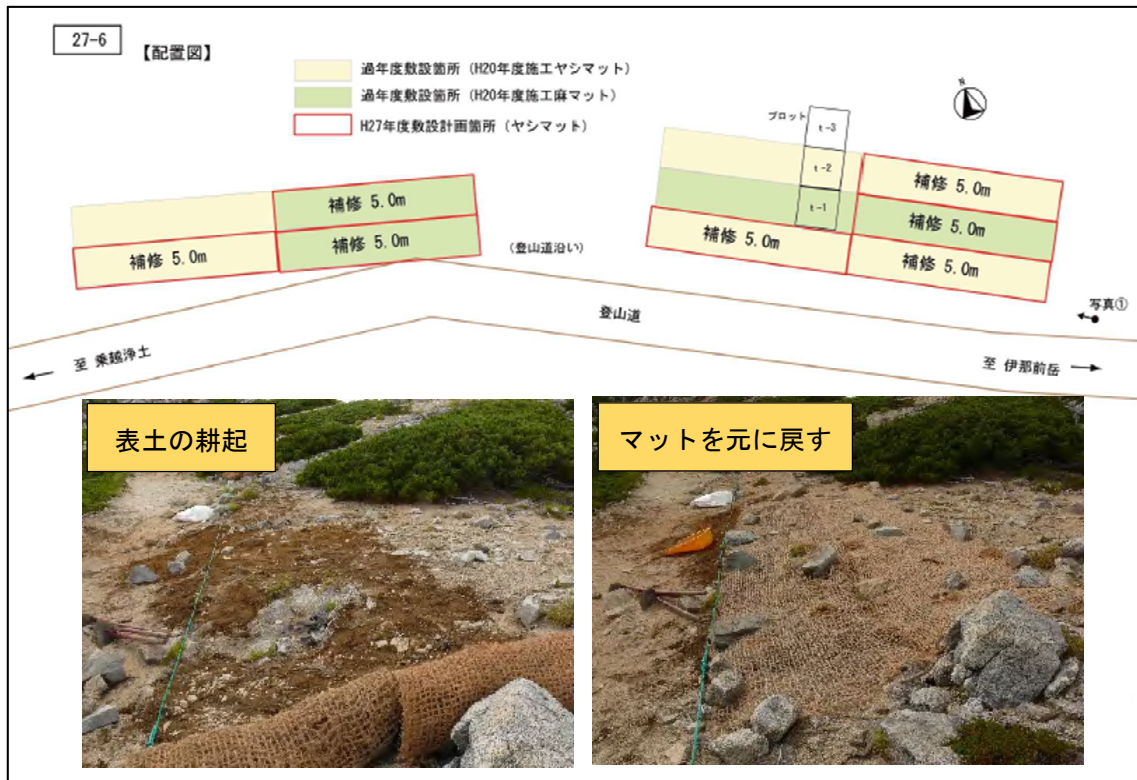 27-6
【配置図】
過年度敷設箇所（H20年度施工ヤシマット）
過年度敷設箇所（H20年度施工麻マット）
H27年度敷設計画箇所（ヤシマット）
N
プロット
t-3
t-2
t-1
補修 5.0m
補修 5.0m
補修 5.0m
補修 5.0m
補修 5.0m
補修 5.0m
補修 5.0m
（登山道沿い）
写真①
登山道
至 乗越浄土
至 伊那前岳
表土の耕起
マットを元に戻す